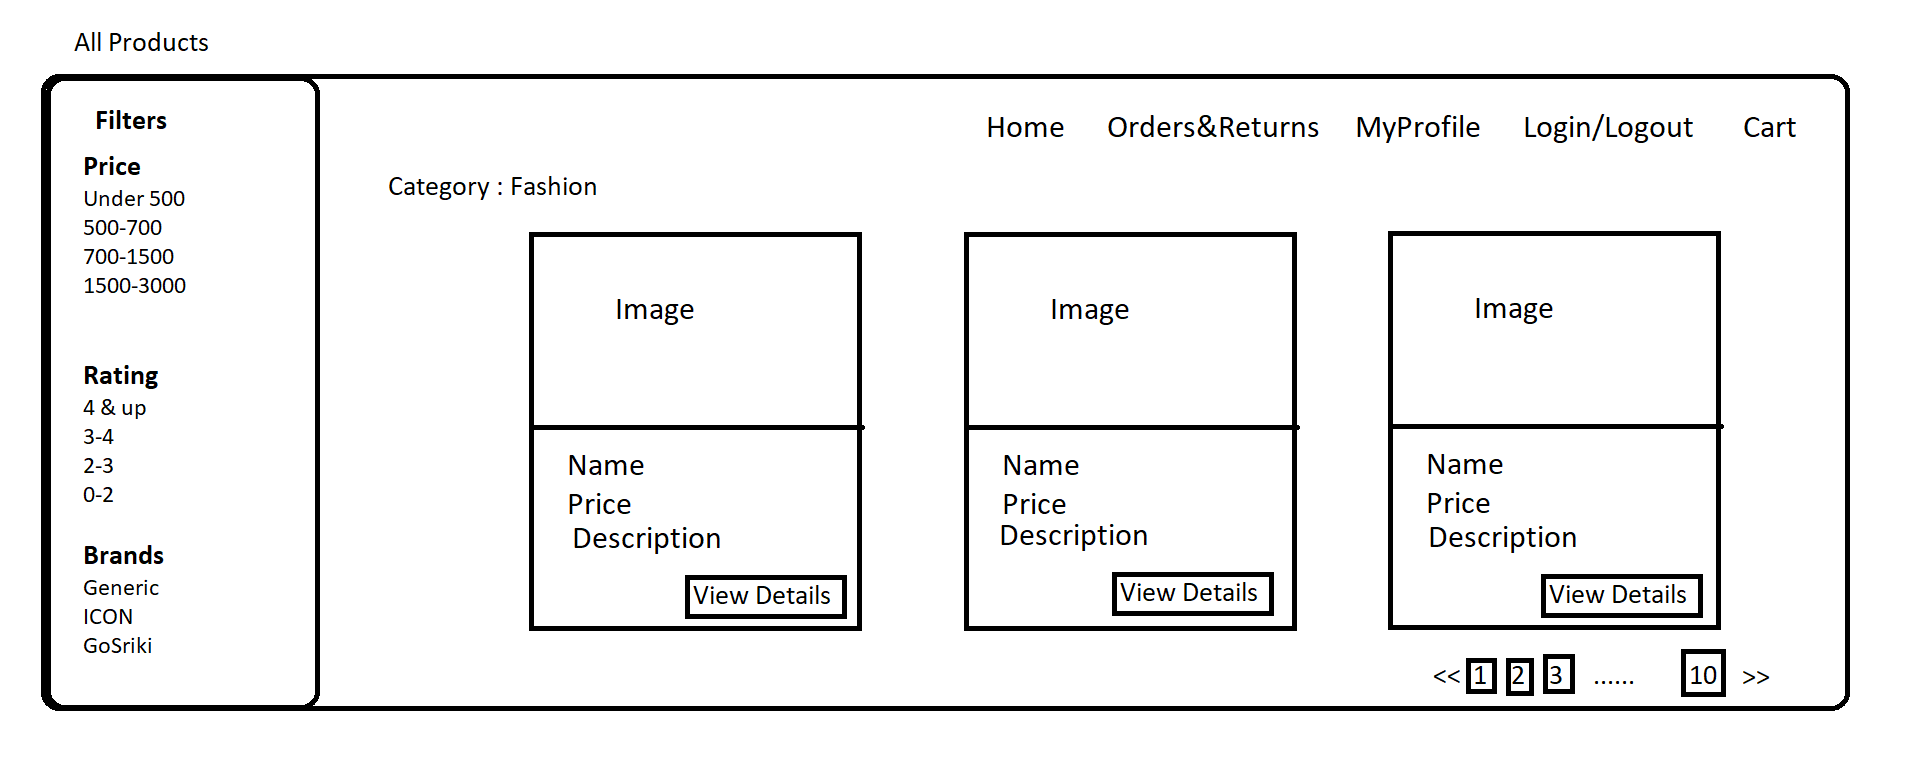 All Products
Filters
Price
Under 500
500-700
700-1500
1500-3000
Rating
4 & up
3-4
2-3
0-2
Brands
Generic
ICON
GoSriki
Home Orders&Returns MyProfile Login/Logout Cart
Category : Fashion
Image
Name
Price
Description
View Details
Image
Name
Price
Description
View Details
Image
Name
Price
Description
View Details
<< 1 2 3 ...... 10 >>